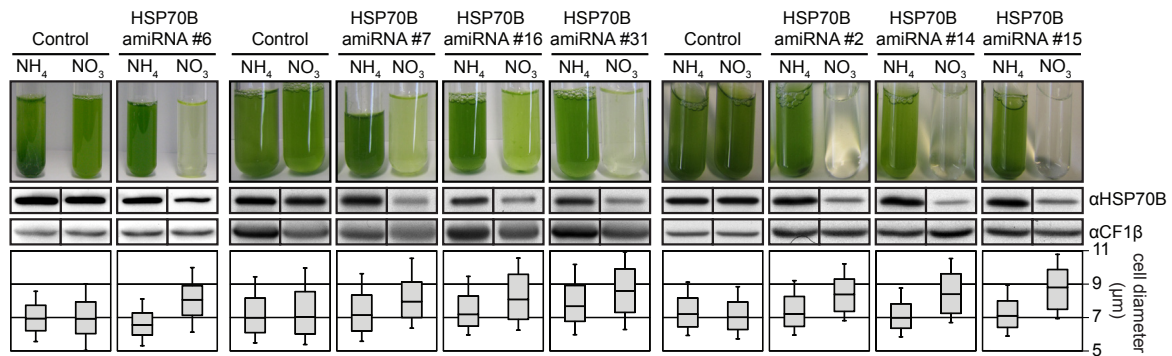 HSP70B HSP70B HSP70B HSP70B HSP70B HSP70B HSP70B
Control amiRNA #6 Control amiRNA #7 amiRNA #16 amiRNA #31 Control amiRNA #2 amiRNA #14 amiRNA #15
NH₄ NO₃ NH₄ NO₃ NH₄ NO₃ NH₄ NO₃ NH₄ NO₃ NH₄ NO₃ NH₄ NO₃ NH₄ NO₃ NH₄ NO₃ NH₄ NO₃
αHSP70B
αCF1β
11
9
7
5
cell diameter
(µm)